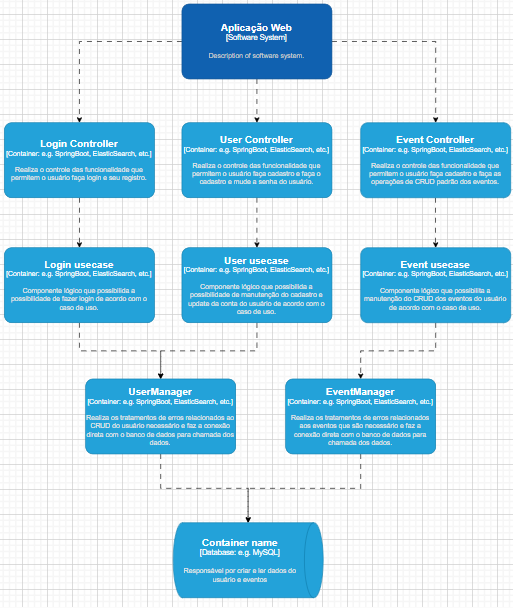 Aplicação Web
[Software System]
Description of software system.
Login Controller
[Container: e.g. SpringBoot, ElasticSearch, etc.]
Realiza o controle das funcionalidade que
permitem o usuário faça login e seu registro.
User Controller
[Container: e.g. SpringBoot, ElasticSearch, etc.]
Realiza o controle das funcionalidade que
permitem o usuário faça cadastro e faça o
cadastro e mude a senha do usuário.
Event Controller
[Container: e.g. SpringBoot, ElasticSearch, etc.]
Realiza o controle das funcionalidade que
permitem o usuário faça cadastro e faça as
operações de CRUD padrão dos eventos.
Login usecase
[Container: e.g. SpringBoot, ElasticSearch, etc.]
Componente lógico que possibilida a
possibilidade de fazer login de acordo com o
caso de uso.
User usecase
[Container: e.g. SpringBoot, ElasticSearch, etc.]
Componente lógico que possibilida a
possibilidade de manutenção do cadastro e
update da conta do usuário de acordo com o
caso de uso.
Event usecase
[Container: e.g. SpringBoot, ElasticSearch, etc.]
Componente lógico que possibilita a
manutenção do CRUD dos eventos do usuário
de acordo com o caso de uso.
UserManager
[Container: e.g. SpringBoot, ElasticSearch, etc.]
Realiza os tratamentos de erros relacionados ao
CRUD do usuário necessário e faz a conexão
direta com o banco de dados para chamada dos
dados.
EventManager
[Container: e.g. SpringBoot, ElasticSearch, etc.]
Realiza os tratamentos de erros relacionados
aos eventos que são necessário e faz a
conexão direta com o banco de dados para
chamada dos dados.
Container name
[Database: e.g. MySQL]
Responsável por criar e ler dados do
usuário e eventos